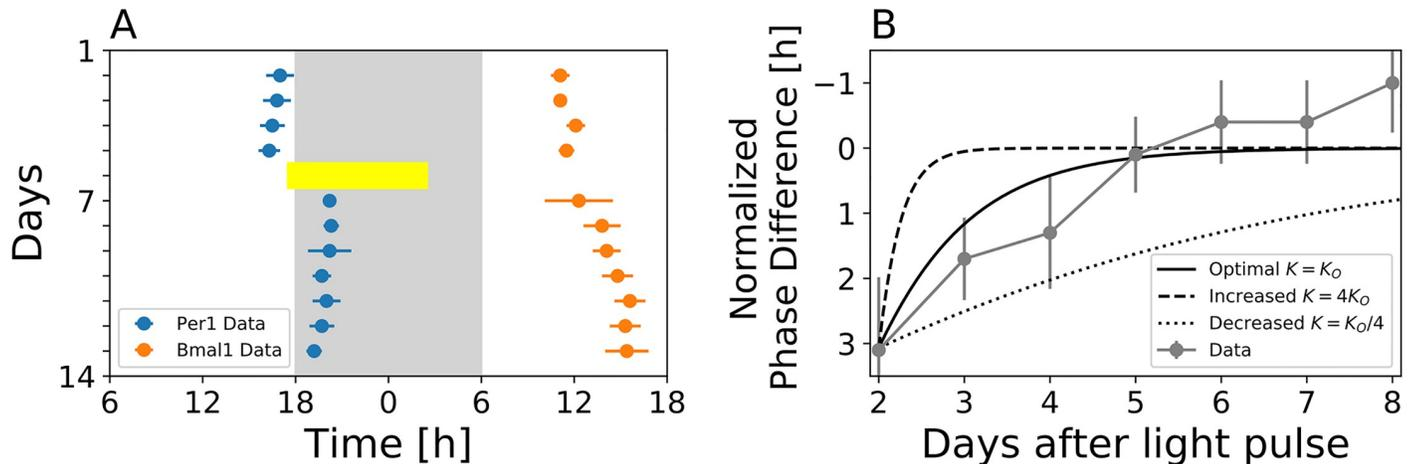 A
1
7
14
Days
6 12 18 0 6 12 18
Time [h]
Per1 Data
Bmal1 Data
B
Normalized
Phase Difference [h]
−1
0
1
2
3
2 3 4 5 6 7 8
Days after light pulse
Optimal K = K_O
Increased K = 4K_O
Decreased K = K_O/4
Data